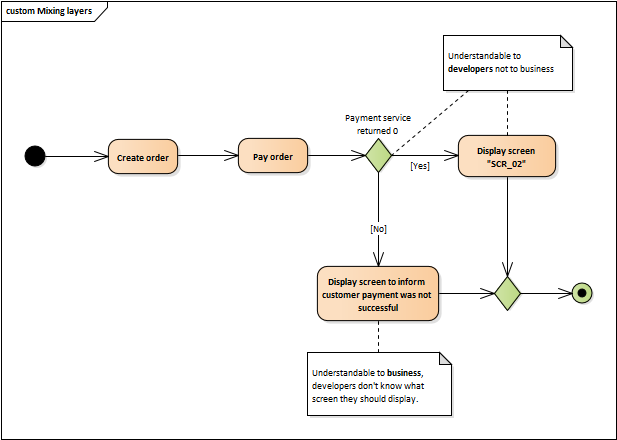 custom Mixing layers
Understandable to
developers not to business
Payment service
returned 0
Create order
Pay order
[Yes]
Display screen
"SCR_02"
[No]
Display screen to inform
customer payment was not
successful
Understandable to business,
developers don't know what
screen they should display.